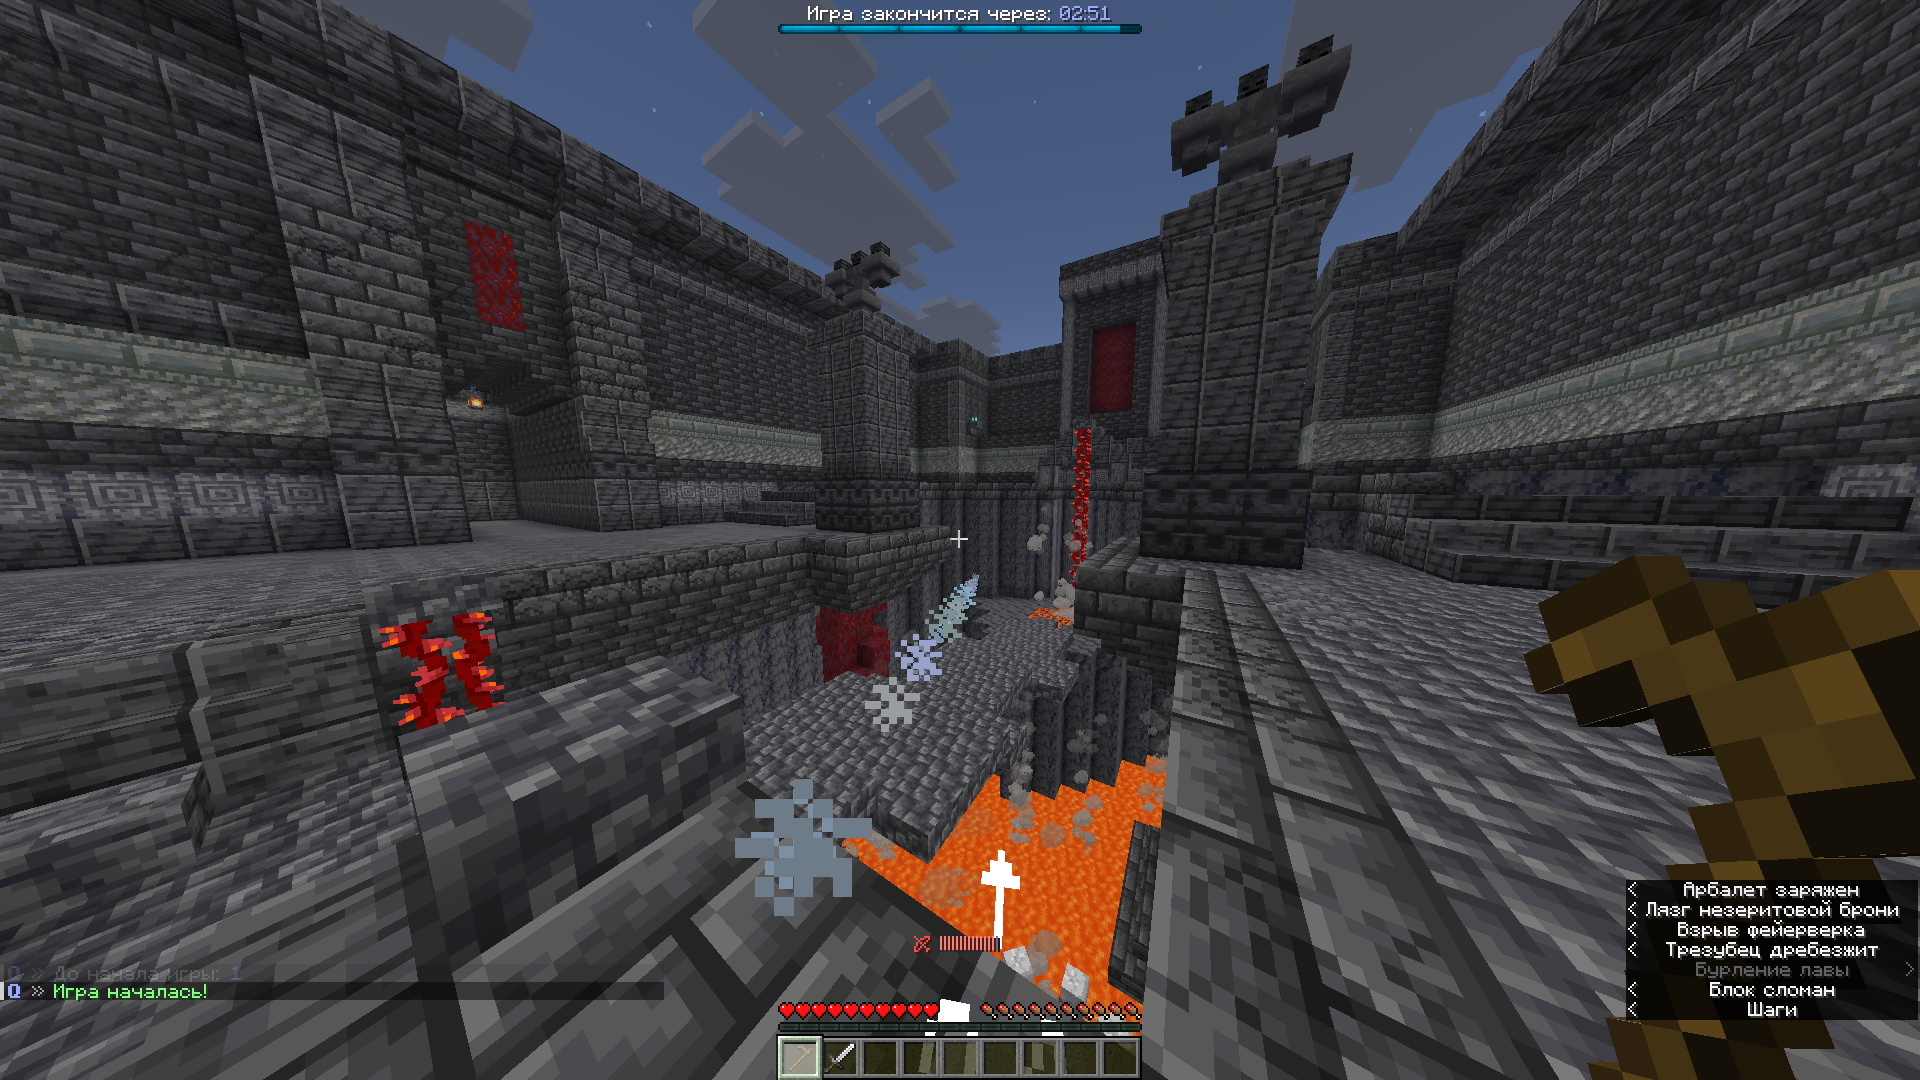 Игра закончится через: 02:51
Арбалет заряжен
Лязг незеритовой брони
Взрыв фейерверка
Трезубец дребезжит
Бурление лавы
Блок сломан
Шаги
Q » До начала игры: 1
Q » Игра началась!